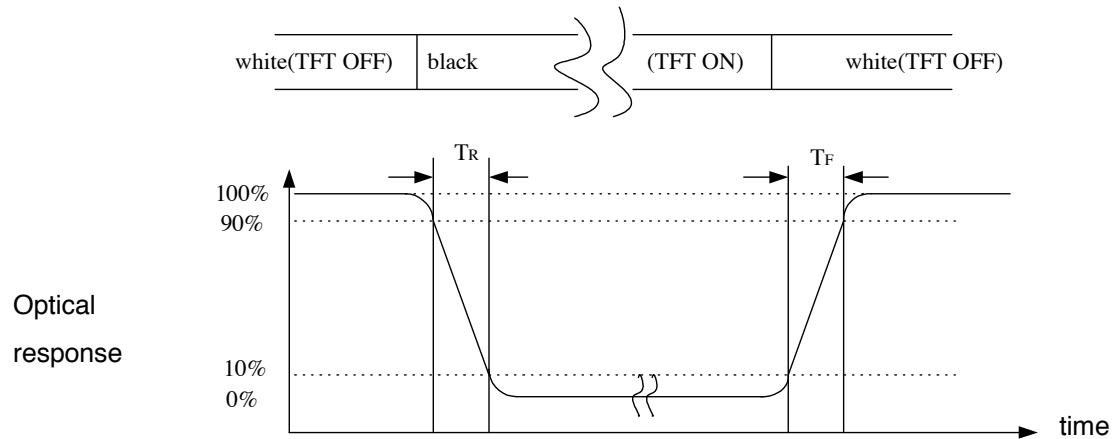 white(TFT OFF) black (TFT ON) white(TFT OFF)
TR TF
100%
90%
Optical
response
10%
0%
time